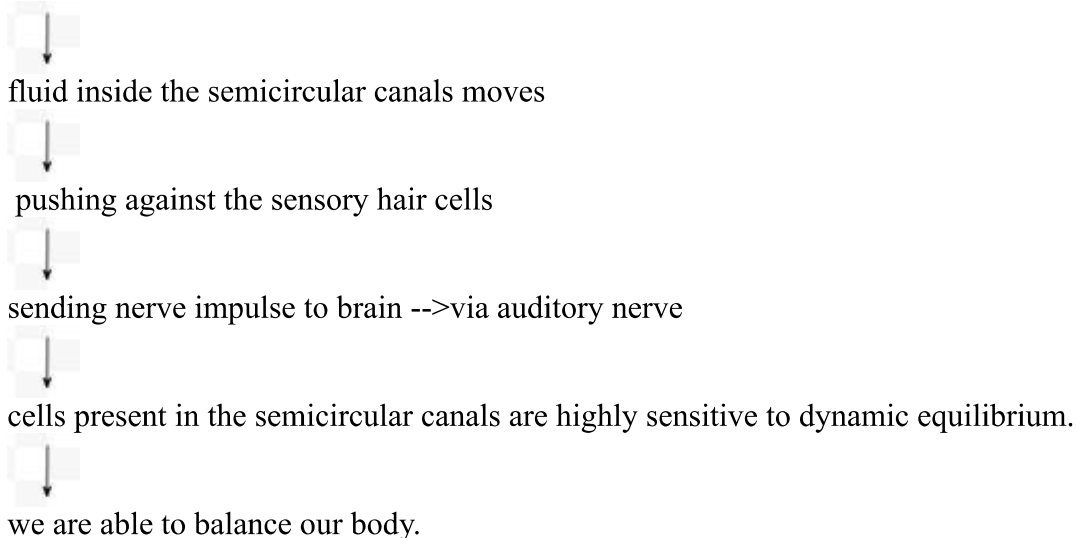 fluid inside the semicircular canals moves
pushing against the sensory hair cells
sending nerve impulse to brain -->via auditory nerve
cells present in the semicircular canals are highly sensitive to dynamic equilibrium.
we are able to balance our body.